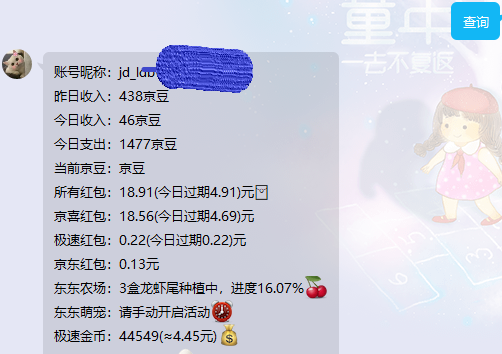 童年
一去不复返
查询
账号昵称：jd_lab
昨日收入：438京豆
今日收入：46京豆
今日支出：1477京豆
当前京豆：京豆
所有红包：18.91(今日过期4.91)元
京喜红包：18.56(今日过期4.69)元
极速红包：0.22(今日过期0.22)元
京东红包：0.13元
东东农场：3盒龙虾尾种植中，进度16.07%
东东萌宠：请手动开启活动
极速金币：44549(≈4.45元)